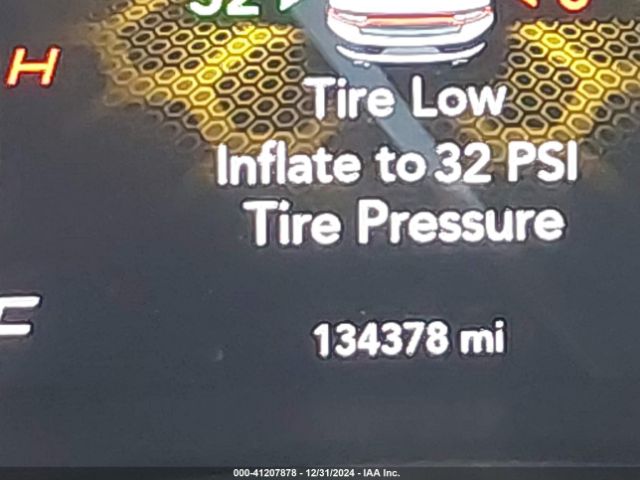 H
Tire Low
Inflate to 32 PSI
Tire Pressure
C
134378 mi
000-41207878 - 12/31/2024 - IAA Inc.